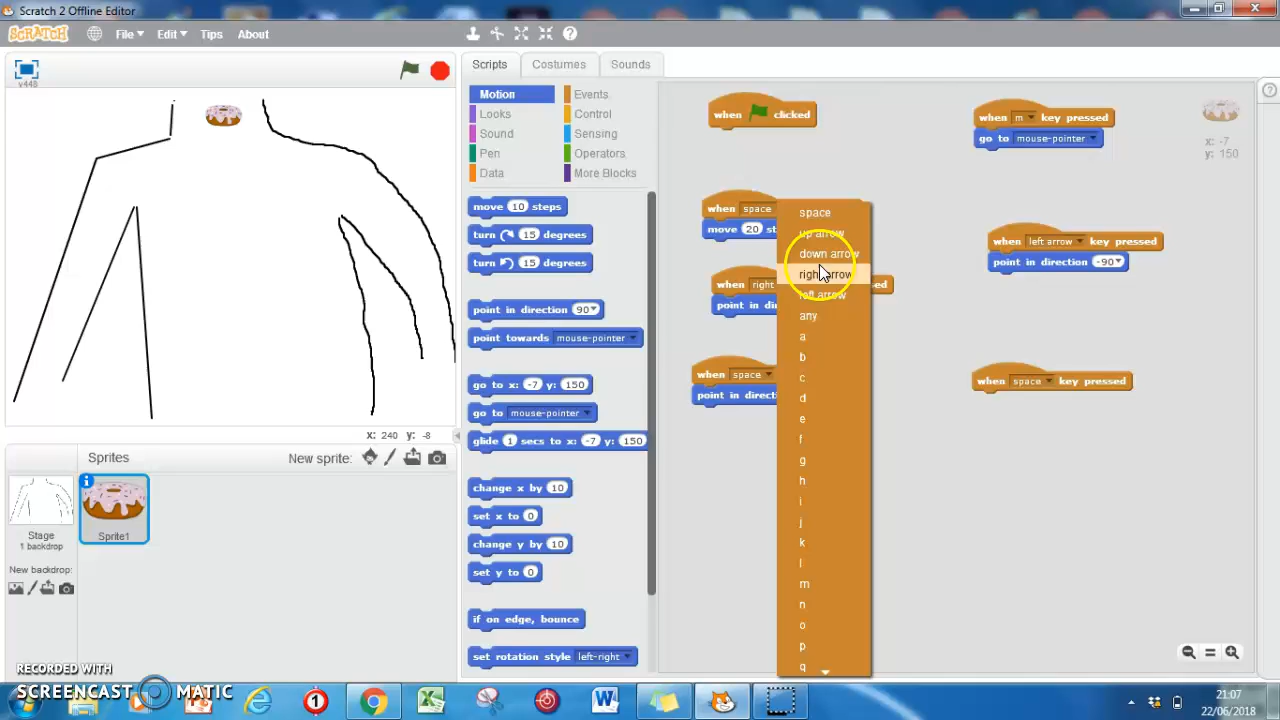 Scratch 2 Offline Editor
SCRATCH
File
Edit
Tips
About
v448
Scripts
Costumes
Sounds
Motion
Looks
Sound
Pen
Data
Events
Control
Sensing
Operators
More Blocks
move 10 steps
turn 15 degrees
turn 15 degrees
point in direction 90
point towards mouse-pointer
go to x: -7 y: 150
go to mouse-pointer
glide 1 secs to x: -7 y: 150
change x by 10
set x to 0
change y by 10
set y to 0
if on edge, bounce
set rotation style left-right
when clicked
when space
move 20 st
when right
sed
point in di
when space
point in direct
space
up arrow
down arrow
right arrow
left arrow
any
a
b
c
d
e
f
g
h
i
j
k
l
m
n
o
p
q
when m key pressed
go to mouse-pointer
x: -7
y: 150
when left arrow key pressed
point in direction -90
when space key pressed
x: 240 y: -8
Sprites
New sprite:
Stage
1 backdrop
New backdrop:
Sprite1
RECORDED WITH
SCREENCAST MATIC
21:07
22/06/2018